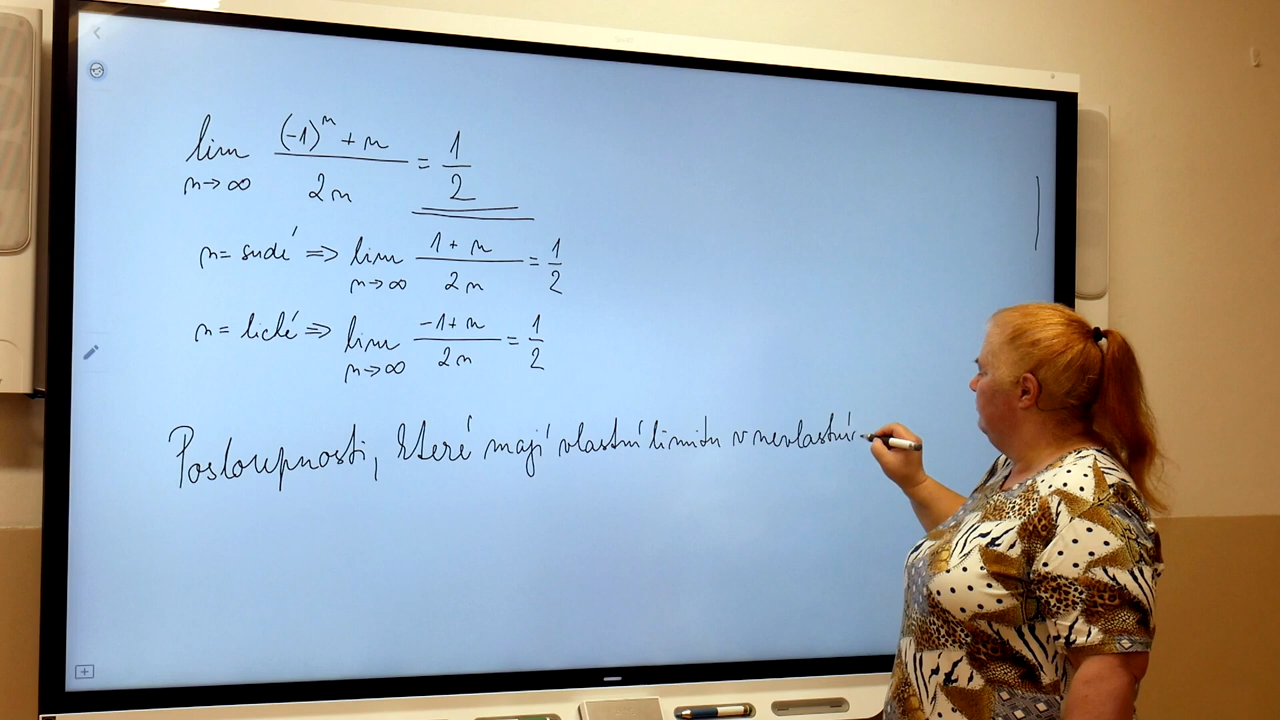 lim n→∞ ((-1)^n + n)/(2n) = 1/2
n = sudé ⇒ lim n→∞ (1 + n)/(2n) = 1/2
n = liché ⇒ lim n→∞ (-1 + n)/(2n) = 1/2
Posloupnosti, které mají vlastní limitu v nevlastním